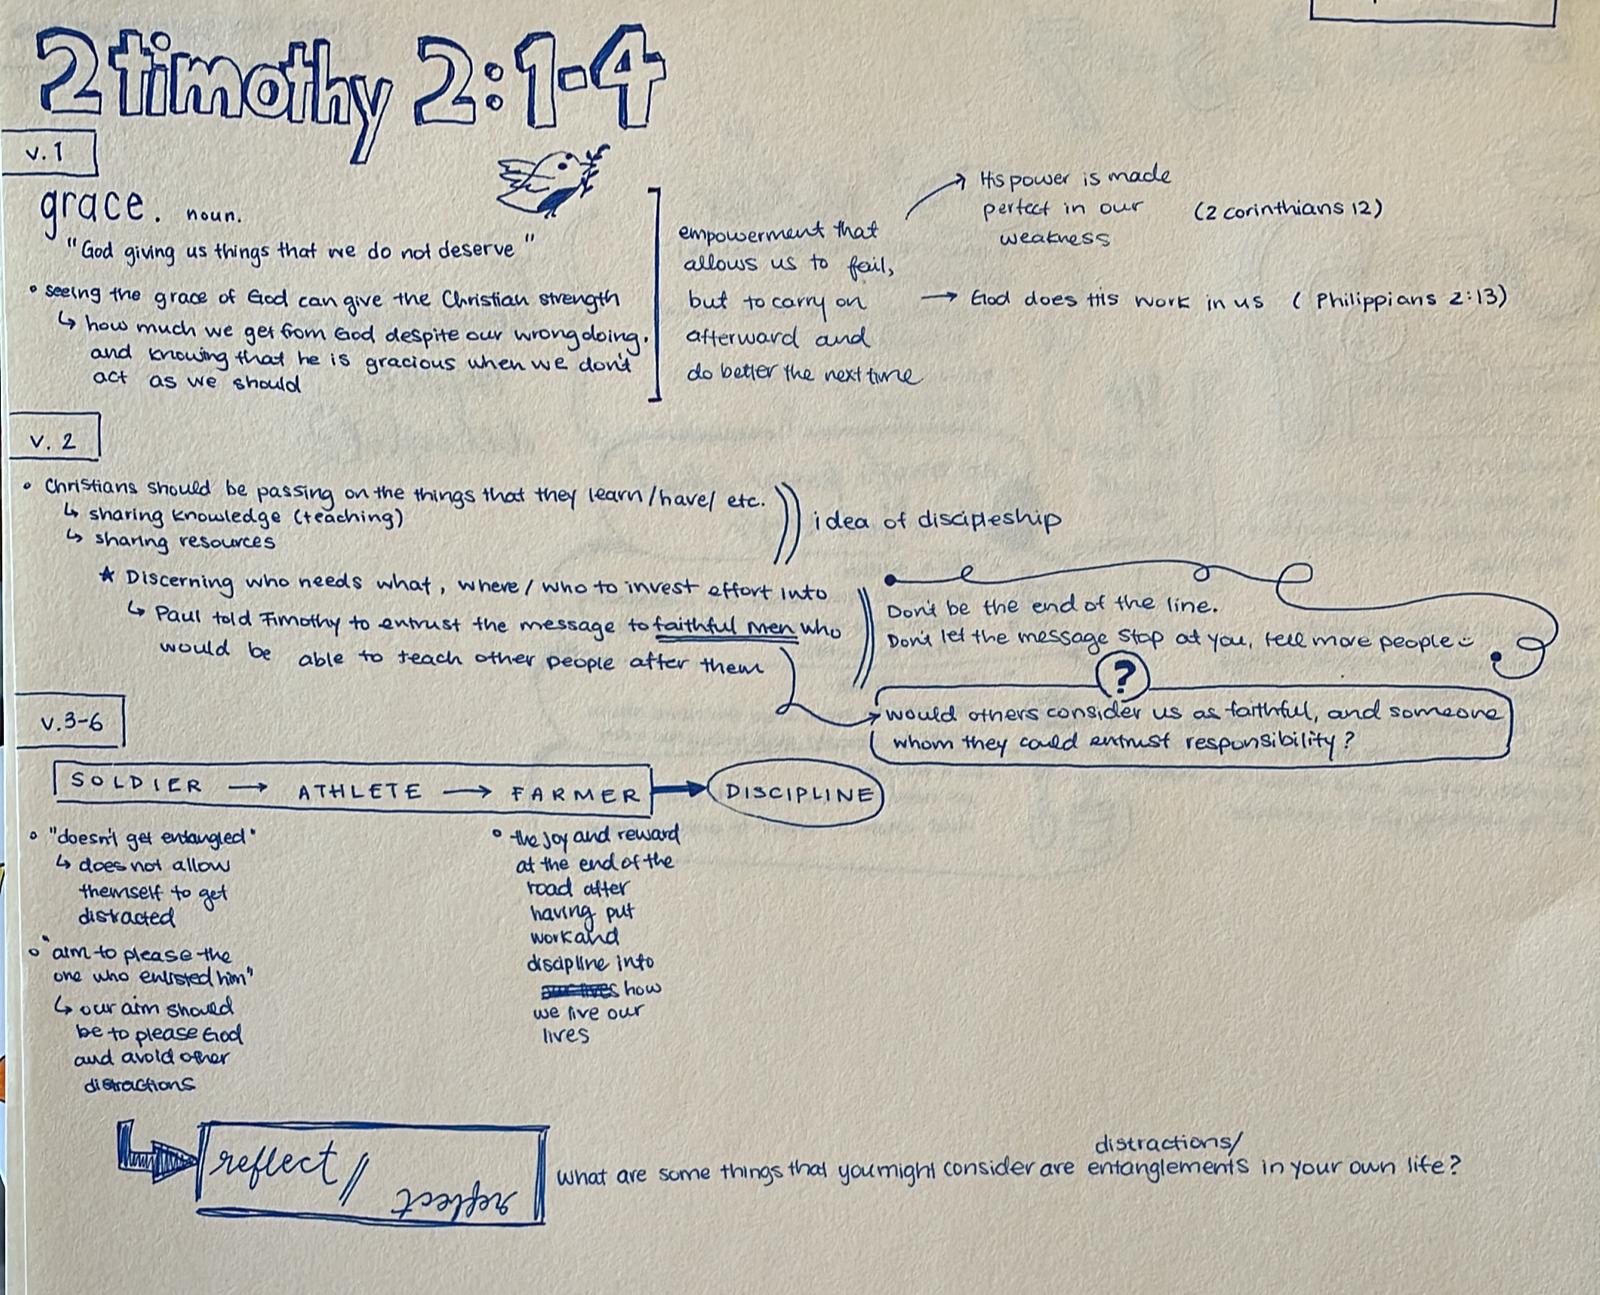 2 timothy 2:1-4
v.1
grace. noun.
"God giving us things that we do not deserve"
• seeing the grace of God can give the Christian strength
↳ how much we get from God despite our wrongdoing.
and knowing that he is gracious when we don't
act as we should
empowerment that
allows us to fail,
but to carry on
afterward and
do better the next time
→ His power is made
perfect in our
weakness
(2 corinthians 12)
→ God does His work in us ( Philippians 2:13)
v. 2
• Christians should be passing on the things that they learn/have/ etc.
↳ sharing knowledge (teaching)
↳ sharing resources
idea of discipleship
★ Discerning who needs what, where/ who to invest effort into
↳ Paul told Timothy to entrust the message to faithful men who
would be able to teach other people after them
Don't be the end of the line.
Don't let the message stop at you, tell more people
?
would others consider us as faithful, and someone
whom they could entrust responsibility?
v.3-6
SOLDIER → ATHLETE → FARMER → DISCIPLINE
• "doesn't get entangled"
↳ does not allow
themself to get
distracted
• "aim to please the
one who enlisted him"
↳ our aim should
be to please God
and avoid other
distractions
• the joy and reward
at the end of the
road after
having put
work and
discipline into
our lives how
we live our
lives
reflect //
reflect
distractions/
what are some things that you might consider are entanglements in your own life?